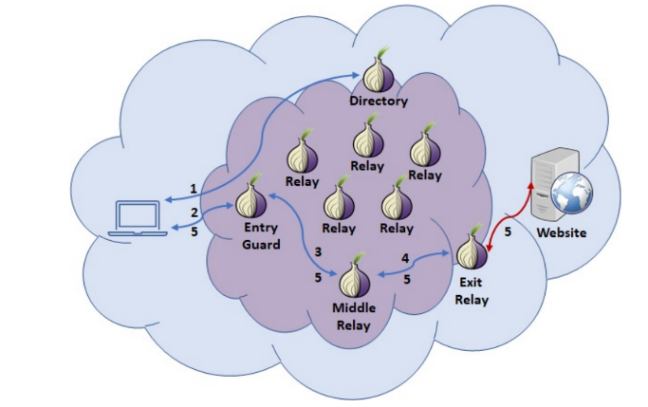 Directory
Relay
Relay
Relay
1
2
5
Entry
Guard
Relay
Relay
3
5
4
5
Middle
Relay
Exit
Relay
5
Website